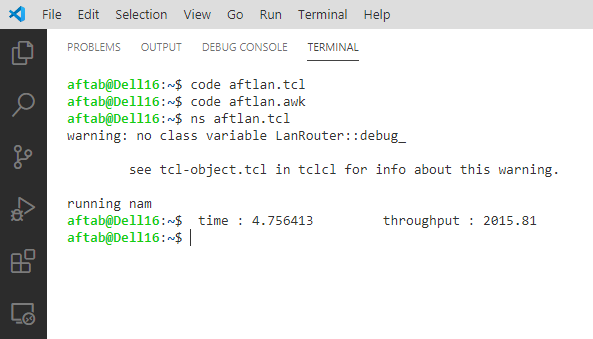 File Edit Selection View Go Run Terminal Help
PROBLEMS OUTPUT DEBUG CONSOLE TERMINAL
aftab@Dell16:~$ code aftlan.tcl
aftab@Dell16:~$ code aftlan.awk
aftab@Dell16:~$ ns aftlan.tcl
warning: no class variable LanRouter::debug_
see tcl-object.tcl in tclcl for info about this warning.
running nam
aftab@Dell16:~$ time : 4.756413 throughput : 2015.81
aftab@Dell16:~$